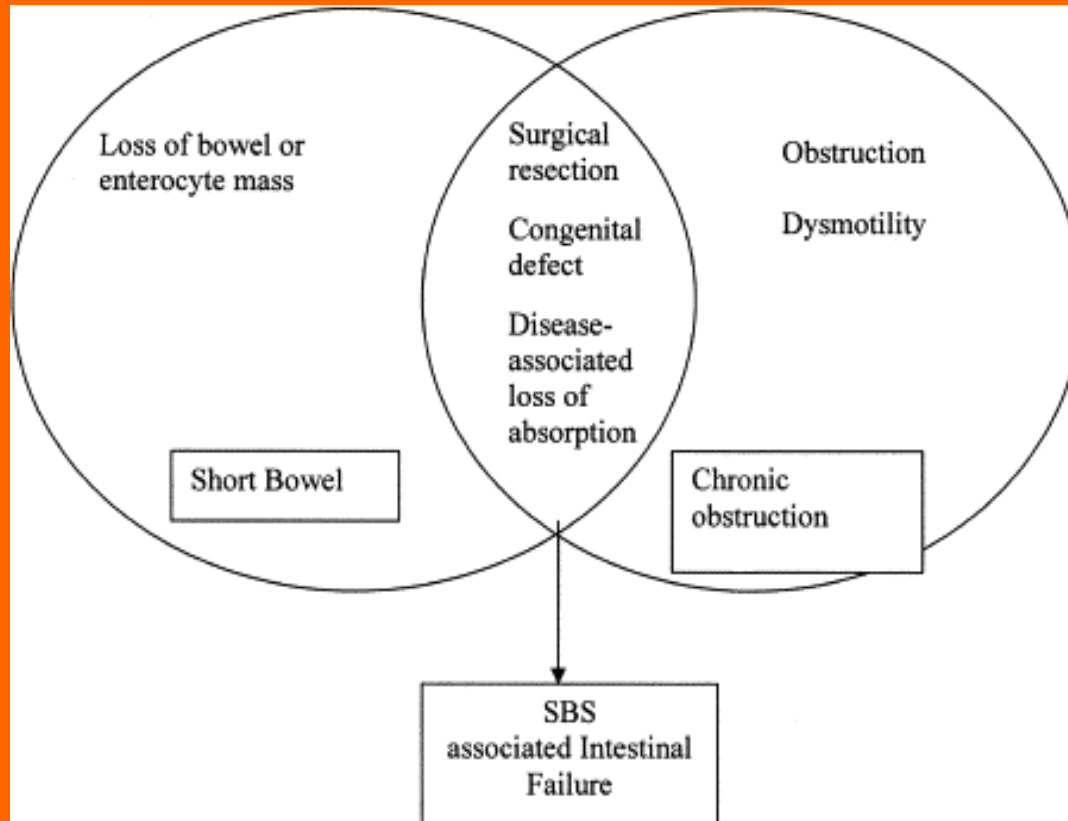 Loss of bowel or
enterocyte mass
Short Bowel
Surgical
resection
Congenital
defect
Disease-
associated
loss of
absorption
Obstruction
Dysmotility
Chronic
obstruction
SBS
associated Intestinal
Failure